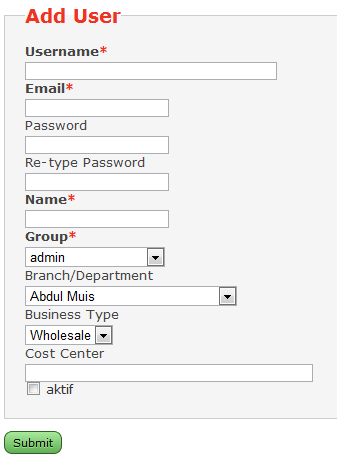 Add User
Username*
Email*
Password
Re-type Password
Name*
Group*
admin
Branch/Department
Abdul Muis
Business Type
Wholesale
Cost Center
aktif
Submit